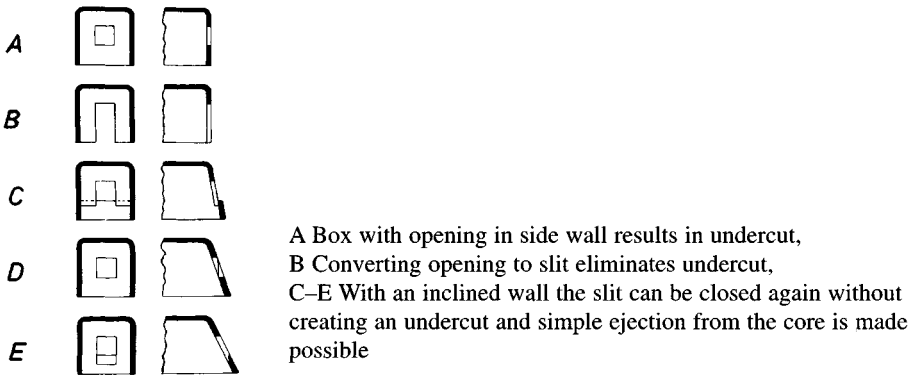 A
B
C
D
E
A Box with opening in side wall results in undercut,
B Converting opening to slit eliminates undercut,
C–E With an inclined wall the slit can be closed again without
creating an undercut and simple ejection from the core is made
possible